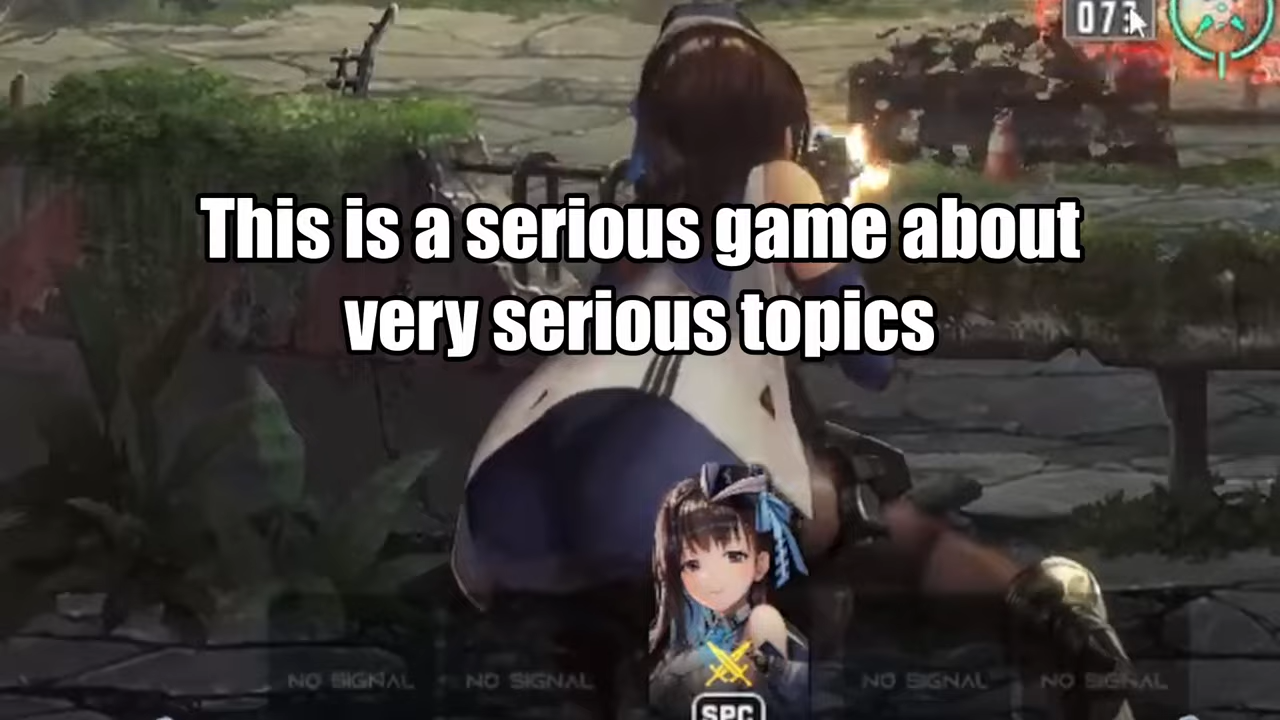 This is a serious game about
very serious topics
NO SIGNAL NO SIGNAL NO SIGNAL NO SIGNAL
SPC